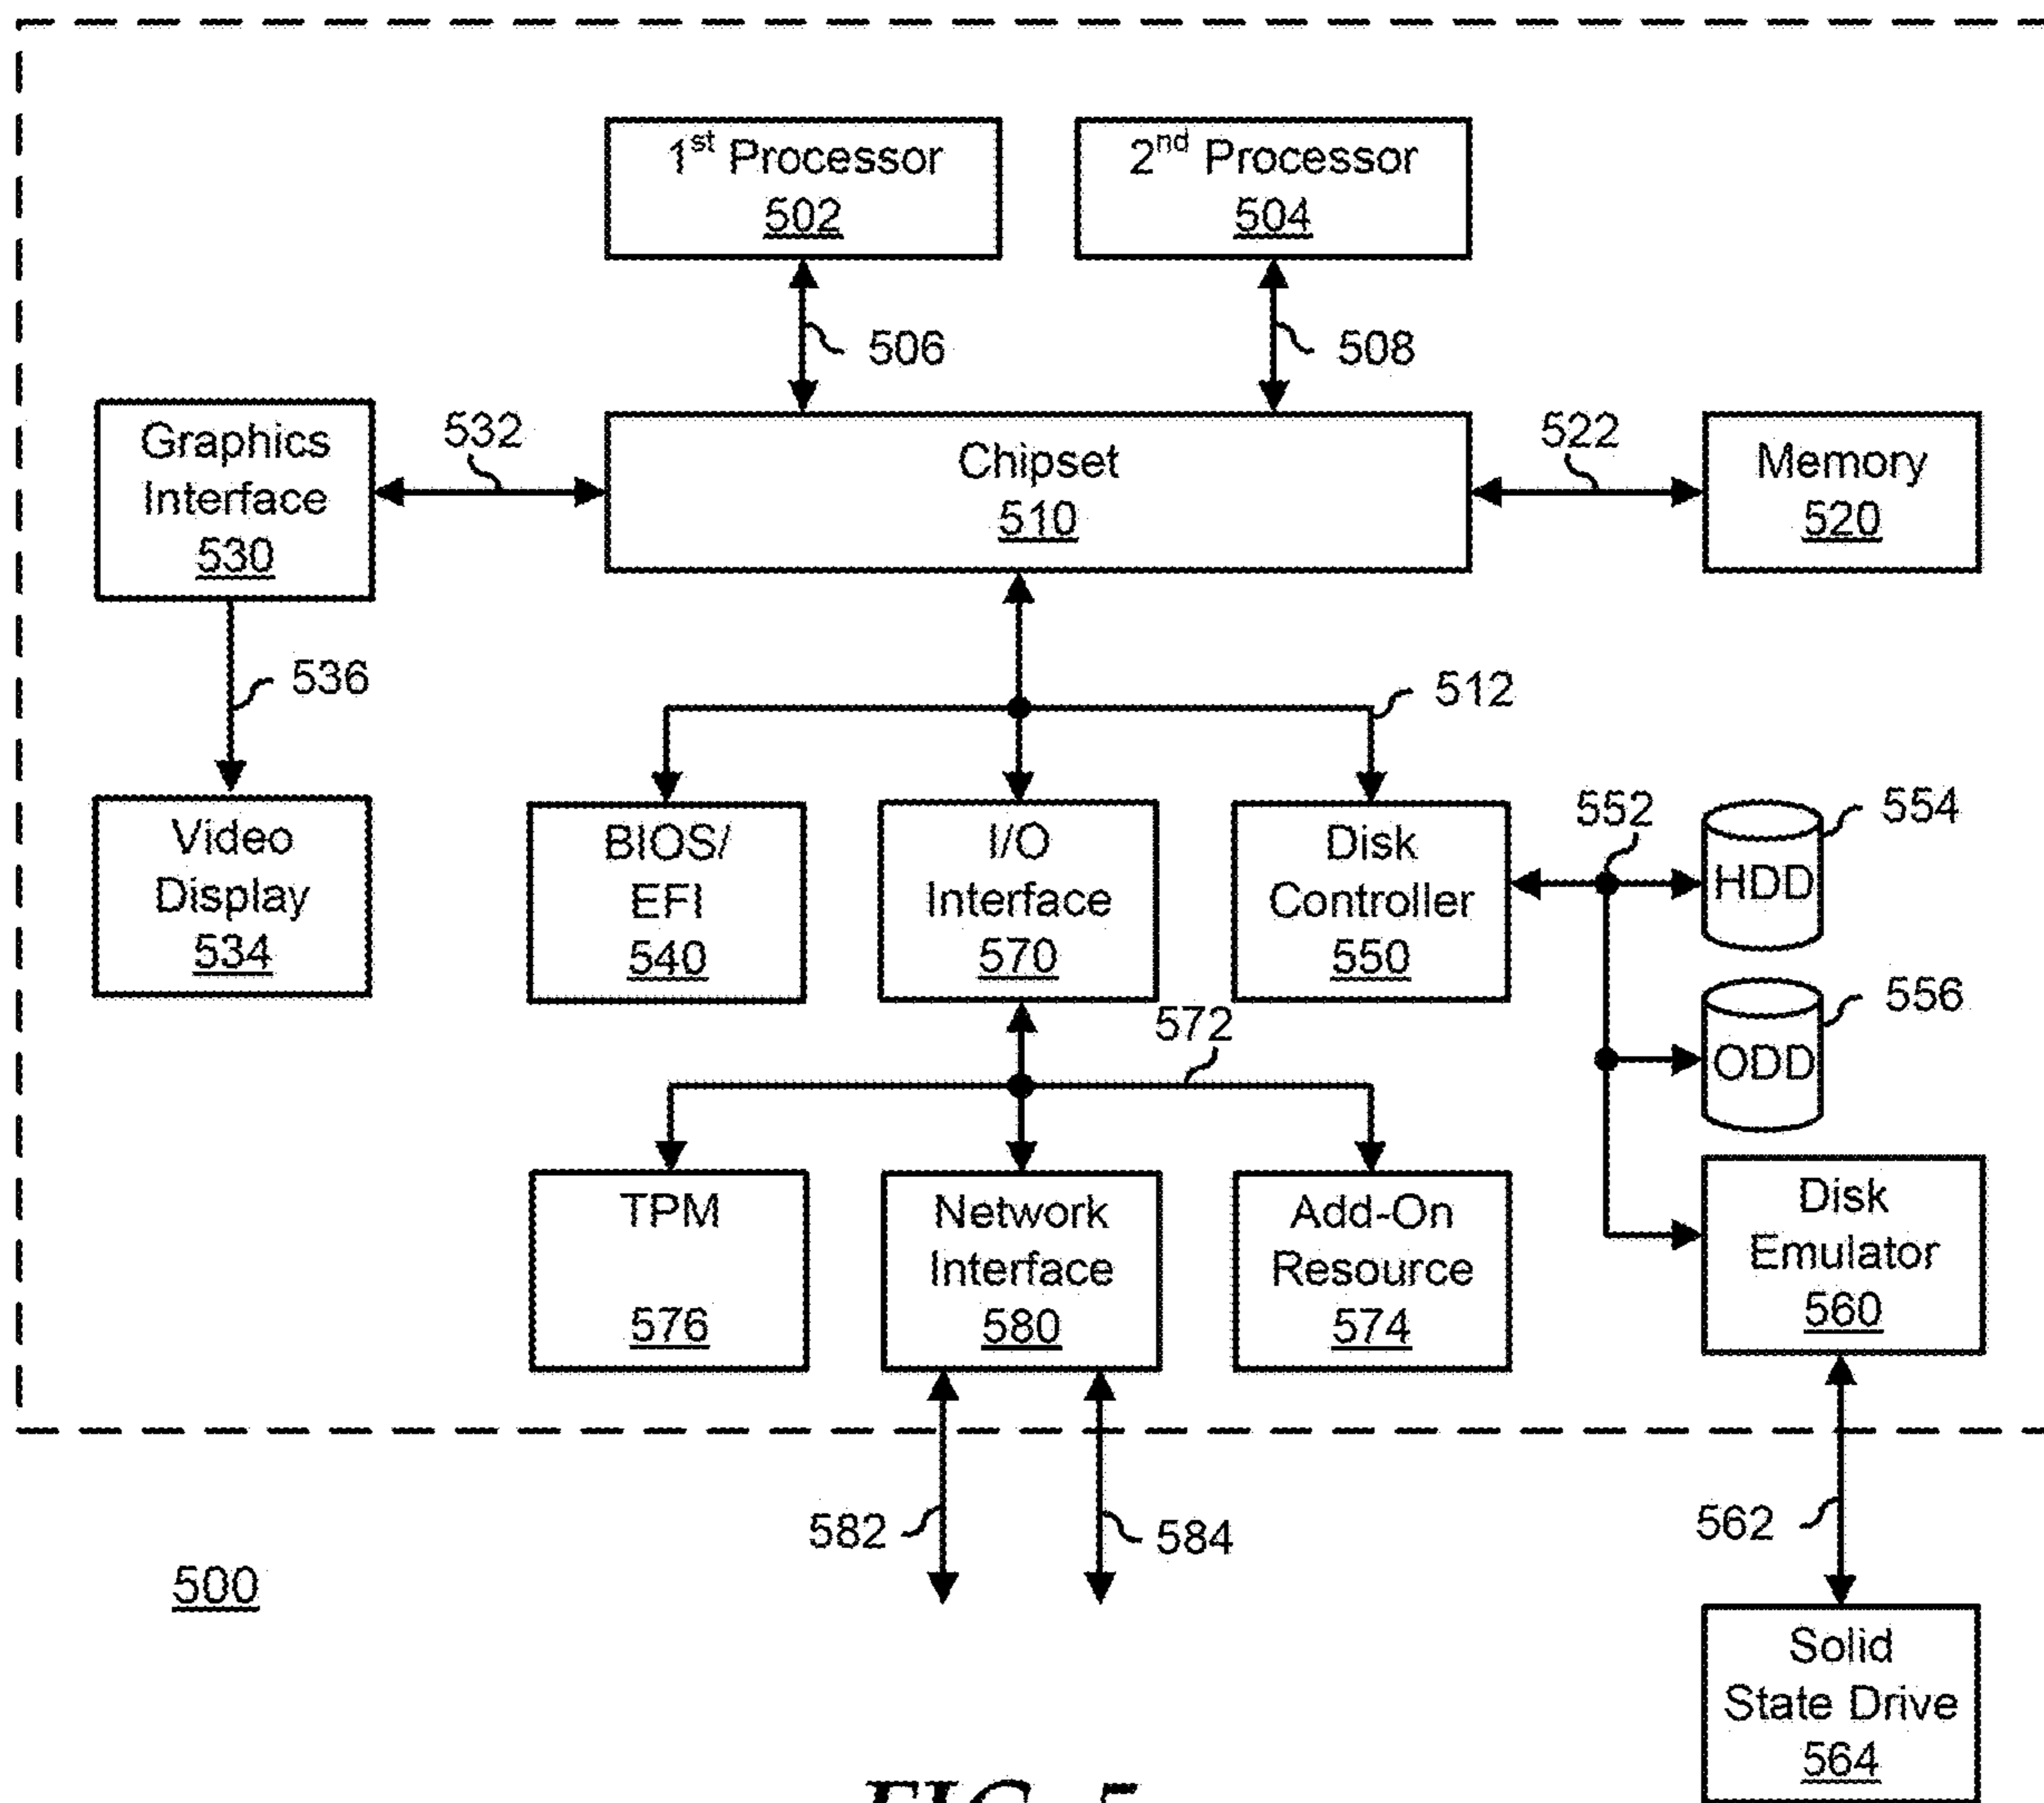 1st Processor
502
2nd Processor
504
506
508
Graphics
Interface
530
532
Chipset
510
522
Memory
520
536
512
Video
Display
534
BIOS/
EFI
540
I/O
Interface
570
Disk
Controller
550
552
HDD
554
ODD
556
572
TPM
576
Network
Interface
580
Add-On
Resource
574
Disk
Emulator
560
582
584
562
500
Solid
State Drive
564
FIG. 5